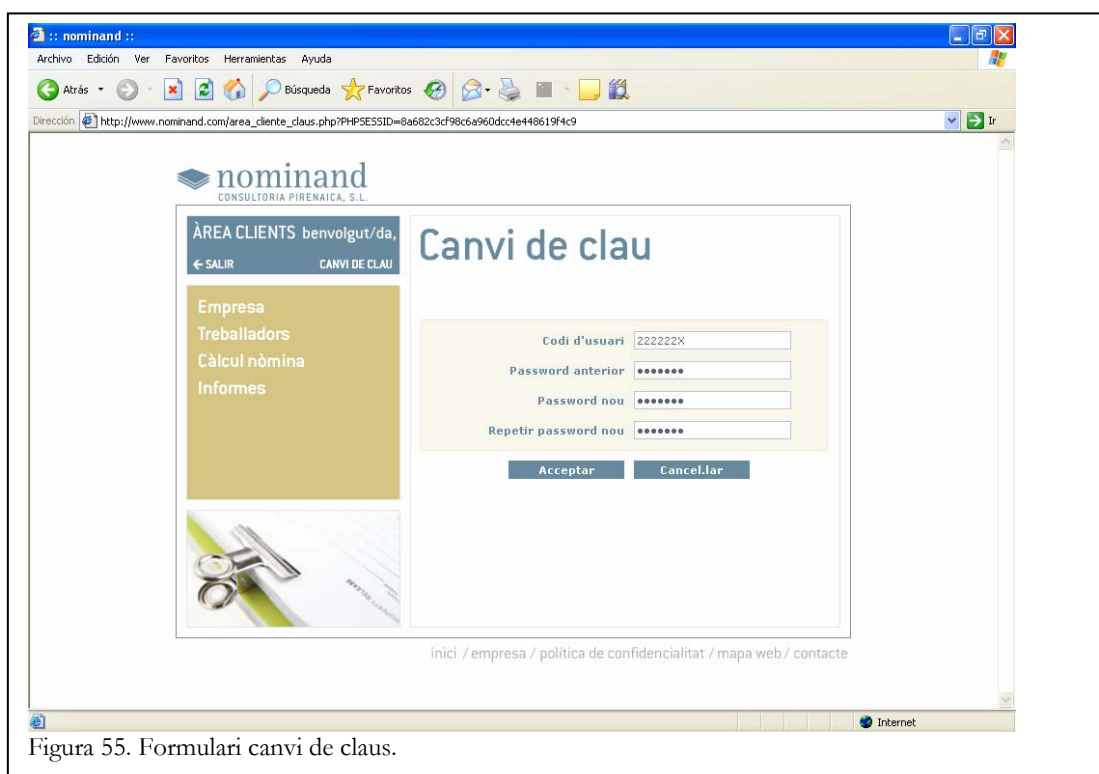 :: nominand ::
Archivo Edición Ver Favoritos Herramientas Ayuda
Atrás Búsqueda Favoritos
Dirección http://www.nominand.com/area_cliente_claus.php?PHPSESSID=8a682c3cf98c6a960dcc4e448619f4c9 Ir
nominand
CONSULTORIA PIRENAICA, S.L.
ÀREA CLIENTS benvolgut/da,
← SALIR CANVI DE CLAU
Canvi de clau
Empresa
Treballadors
Càlcul nòmina
Informes
Codi d'usuari 222222X
Password anterior •••••••
Password nou •••••••
Repetir password nou •••••••
Acceptar Cancel.lar
inici / empresa / política de confidencialitat / mapa web / contacte
Internet
Figura 55. Formulari canvi de claus.